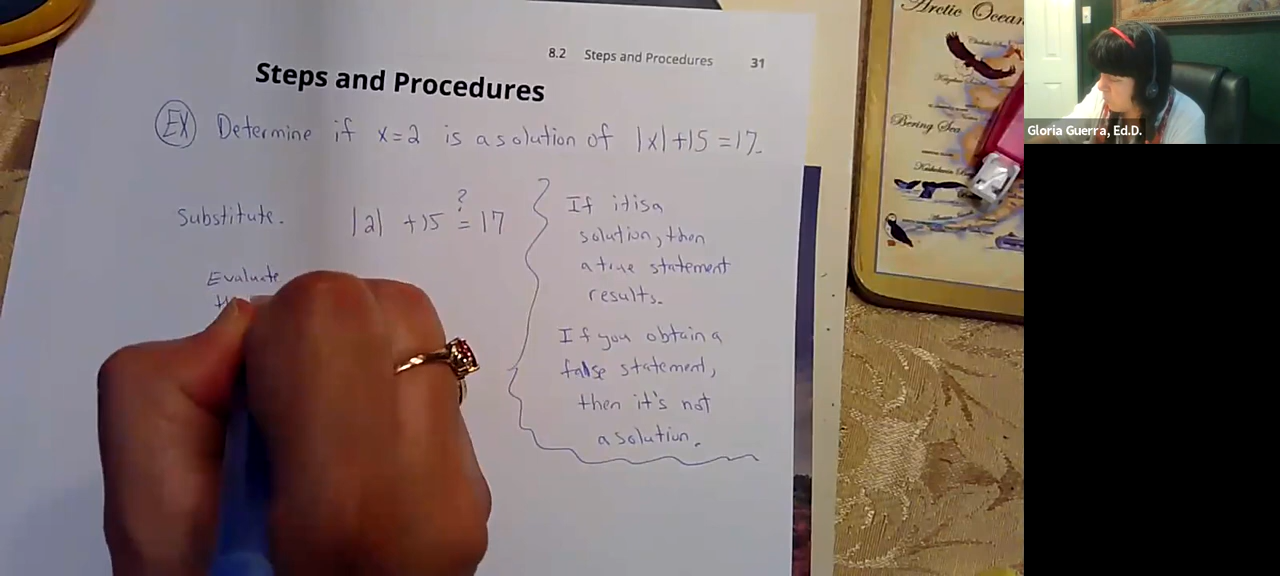 8.2 Steps and Procedures 31
Steps and Procedures
EX Determine if x=2 is a solution of |x|+15=17.
Substitute. |2| +15 ?= 17
Evaluate
If it is a
solution, then
a true statement
results.
If you obtain a
false statement,
then it's not
a solution.
Arctic Ocean
Bering Sea
Gloria Guerra, Ed.D.